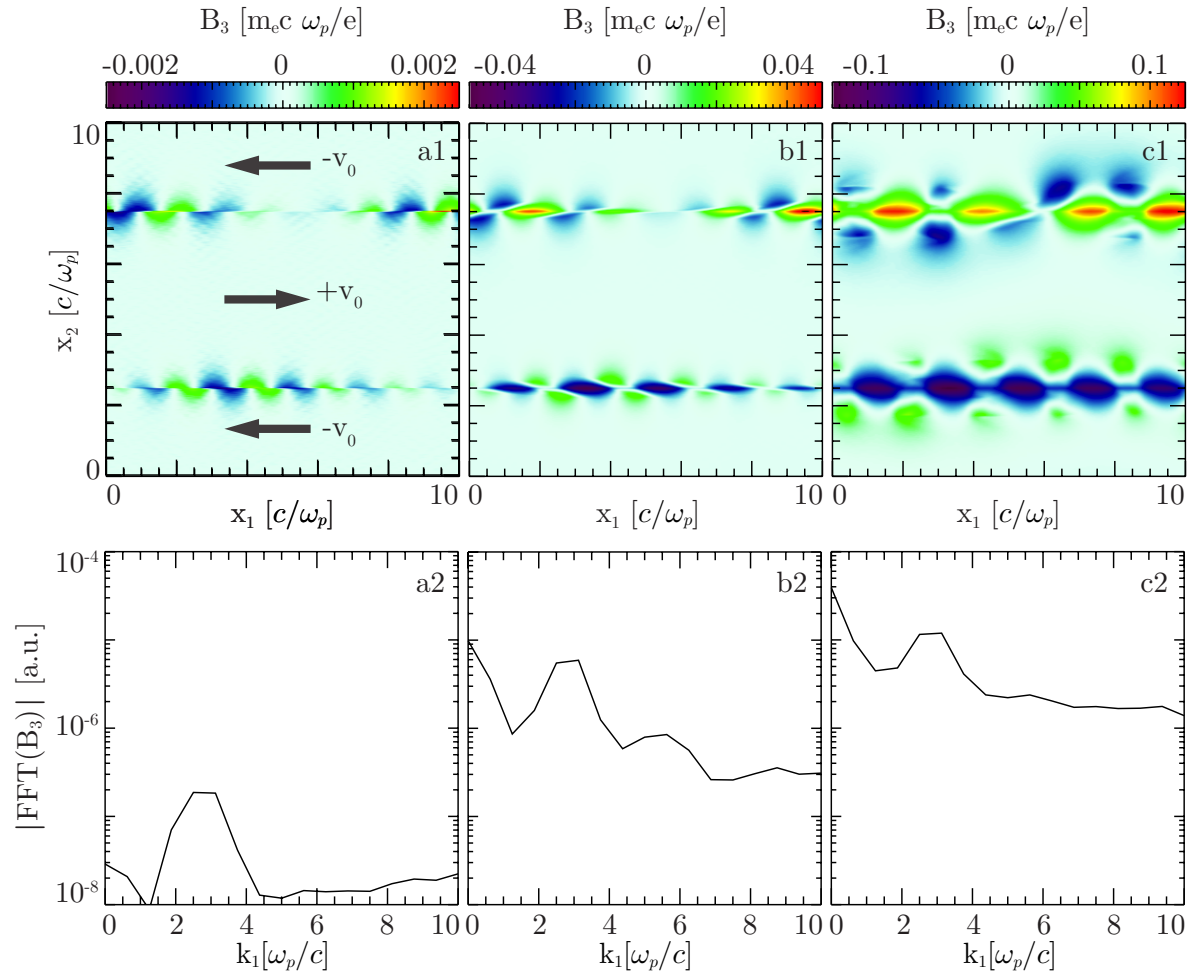 B₃ [mₑc ωₚ/e] B₃ [mₑc ωₚ/e] B₃ [mₑc ωₚ/e]
-0.002 0 0.002 -0.04 0 0.04 -0.1 0 0.1
10
a1 b1 c1
-v₀
+v₀
-v₀
x₂ [c/ωₚ]
0
0 10 0 10 0 10
x₁ [c/ωₚ] x₁ [c/ωₚ] x₁ [c/ωₚ]
10⁻⁴
a2 b2 c2
10⁻⁶
10⁻⁸
|FFT(B₃)| [a.u.]
0 2 4 6 8 10 0 2 4 6 8 10 0 2 4 6 8 10
k₁[ωₚ/c] k₁[ωₚ/c] k₁[ωₚ/c]